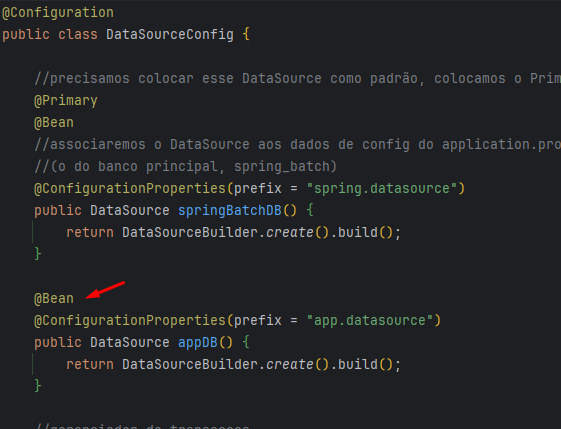 @Configuration
public class DataSourceConfig {
//precisamos colocar esse DataSource como padrão, colocamos o Prim
@Primary
@Bean
//associaremos o DataSource aos dados de config do application.pro
//(o do banco principal, spring_batch)
@ConfigurationProperties(prefix = "spring.datasource")
public DataSource springBatchDB() {
return DataSourceBuilder.create().build();
}
@Bean
@ConfigurationProperties(prefix = "app.datasource")
public DataSource appDB() {
return DataSourceBuilder.create().build();
}